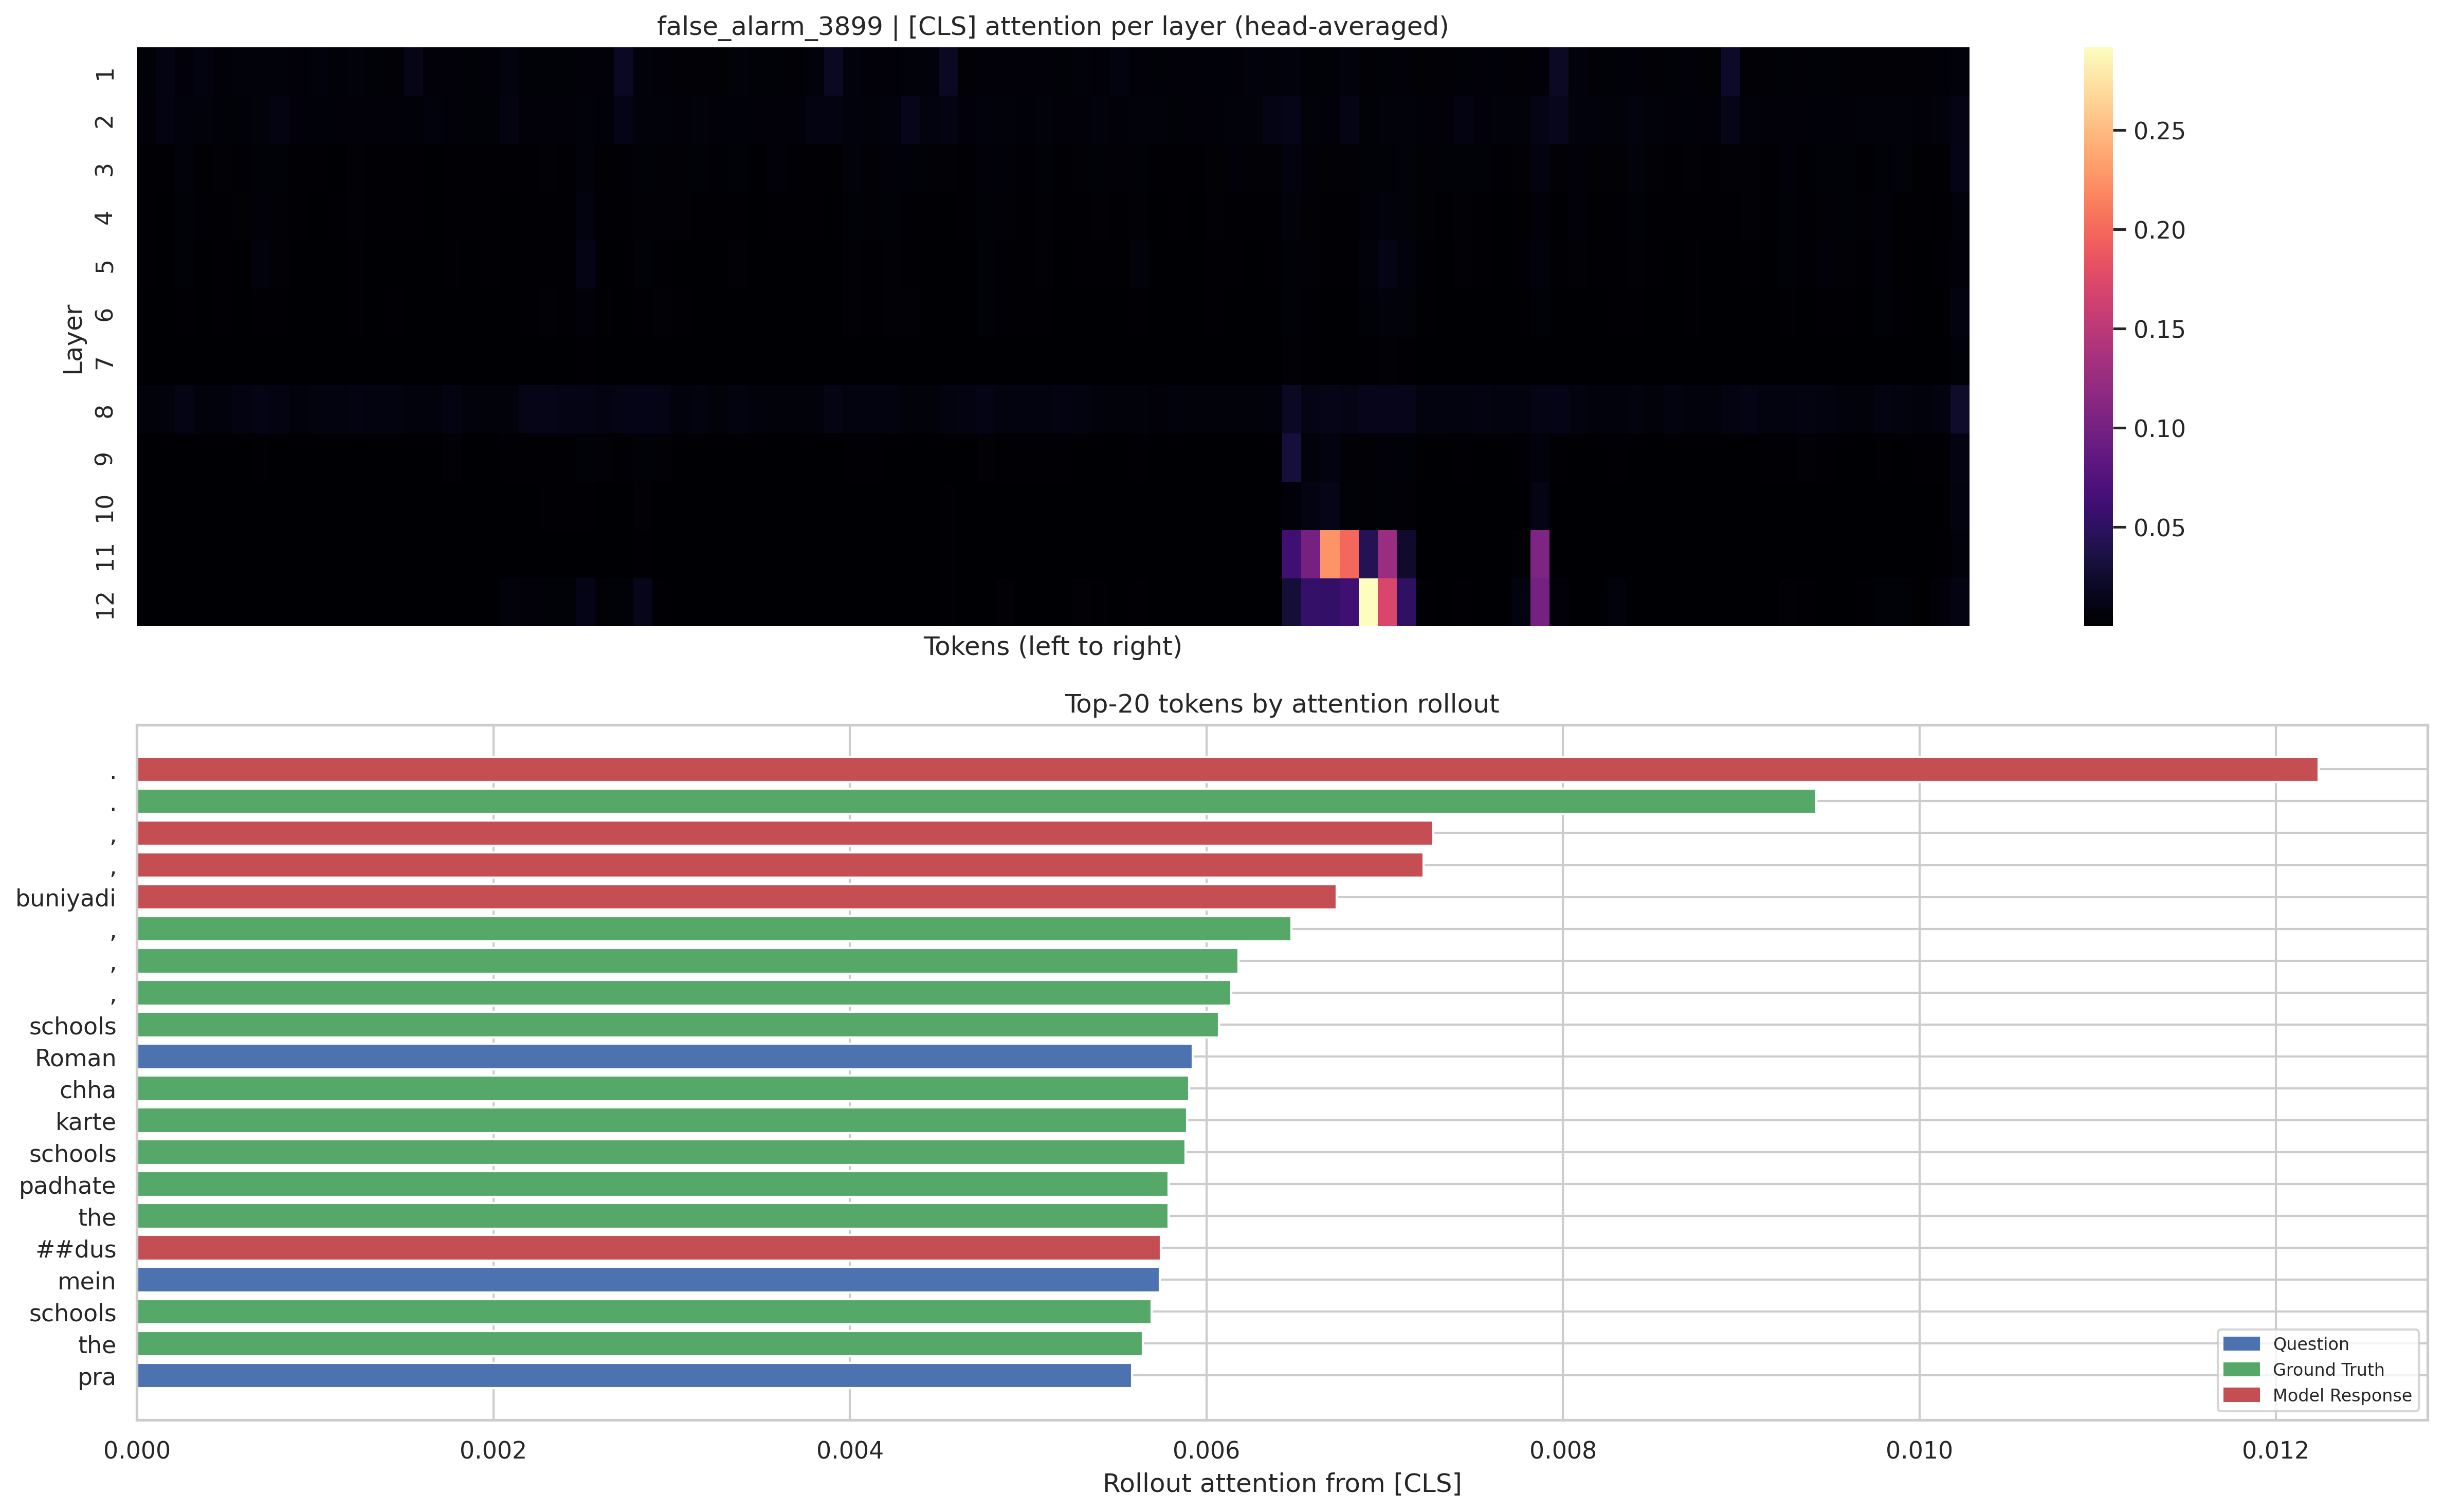 false_alarm_3899 | [CLS] attention per layer (head-averaged)
Layer
1
2
3
4
5
6
7
8
9
10
11
12
Tokens (left to right)
0.25
0.20
0.15
0.10
0.05
Top-20 tokens by attention rollout
.
.
,
,
buniyadi
,
,
,
schools
Roman
chha
karte
schools
padhate
the
##dus
mein
schools
the
pra
Question
Ground Truth
Model Response
0.000 0.002 0.004 0.006 0.008 0.010 0.012
Rollout attention from [CLS]